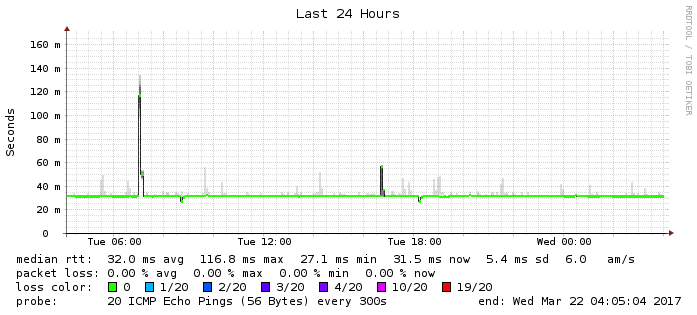 Last 24 Hours
RRDTOOL / TOBI OETIKER
Seconds
160 m
140 m
120 m
100 m
80 m
60 m
40 m
20 m
0
Tue 06:00 Tue 12:00 Tue 18:00 Wed 00:00
median rtt: 32.0 ms avg 116.8 ms max 27.1 ms min 31.5 ms now 5.4 ms sd 6.0 am/s
packet loss: 0.00 % avg 0.00 % max 0.00 % min 0.00 % now
loss color: 0 1/20 2/20 3/20 4/20 10/20 19/20
probe: 20 ICMP Echo Pings (56 Bytes) every 300s end: Wed Mar 22 04:05:04 2017